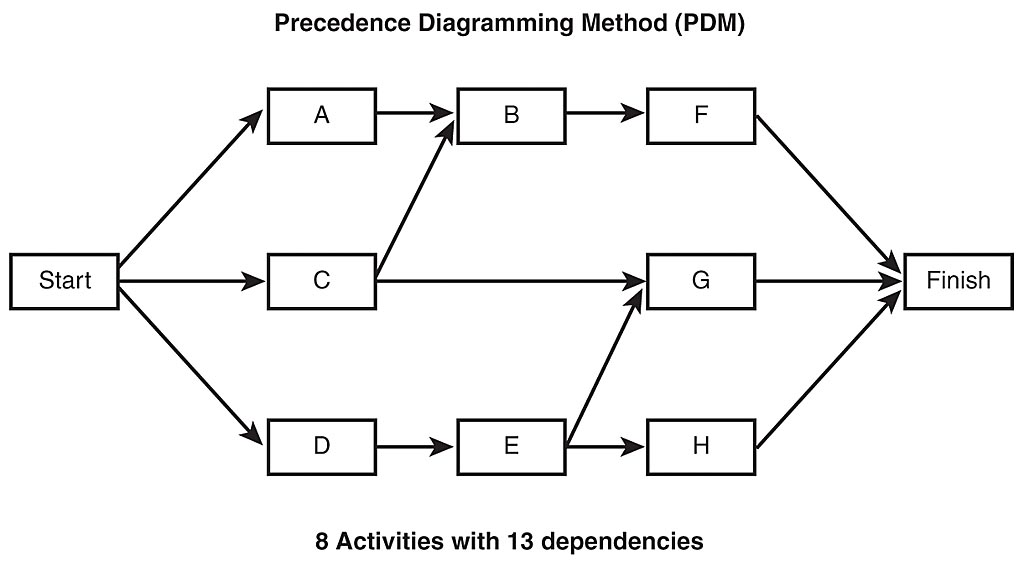 Precedence Diagramming Method (PDM)
A
B
F
Start
C
G
Finish
D
E
H
8 Activities with 13 dependencies